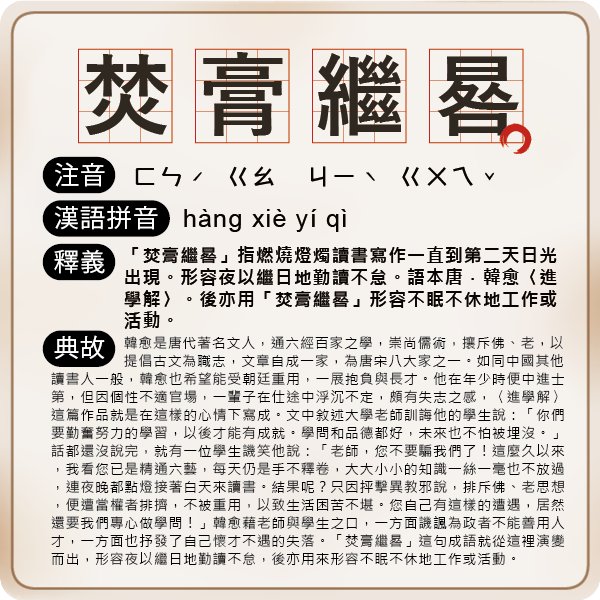 焚膏繼晷
注音 ㄈㄣˊ ㄍㄠ ㄐㄧˋ ㄍㄨㄟˇ
漢語拼音 hàng xiè yí qì
釋義 「焚膏繼晷」指燃燒燈燭讀書寫作一直到第二天日光
出現。形容夜以繼日地勤讀不怠。語本唐．韓愈〈進
學解〉。後亦用「焚膏繼晷」形容不眠不休地工作或
活動。
典故 韓愈是唐代著名文人，通六經百家之學，崇尚儒術，攘斥佛、老，以
提倡古文為職志，文章自成一家，為唐宋八大家之一。如同中國其他
讀書人一般，韓愈也希望能受朝廷重用，一展抱負與長才。他在年少時便中進士
第，但因個性不適官場，一輩子在仕途中浮沉不定，頗有失志之感，〈進學解〉
這篇作品就是在這樣的心情下寫成。文中敘述大學老師訓誨他的學生說：「你們
要勤奮努力的學習，以後才能有成就。學問和品德都好，未來也不怕被埋沒。」
話都還沒說完，就有一位學生譏笑他說：「老師，您不要騙我們了！這麼久以來
，我看您已是精通六藝，每天仍是手不釋卷，大大小小的知識一絲一毫也不放過
，連夜晚都點燈接著白天來讀書。結果呢？只因抨擊異教邪說，排斥佛、老思想
，便遭當權者排擠，不被重用，以致生活困苦不堪。您自己有這樣的遭遇，居然
還要我們專心做學問！」韓愈藉老師與學生之口，一方面譏諷為政者不能善用人
才，一方面也抒發了自己懷才不遇的失落。「焚膏繼晷」這句成語就從這裡演變
而出，形容夜以繼日地勤讀不怠，後亦用來形容不眠不休地工作或活動。